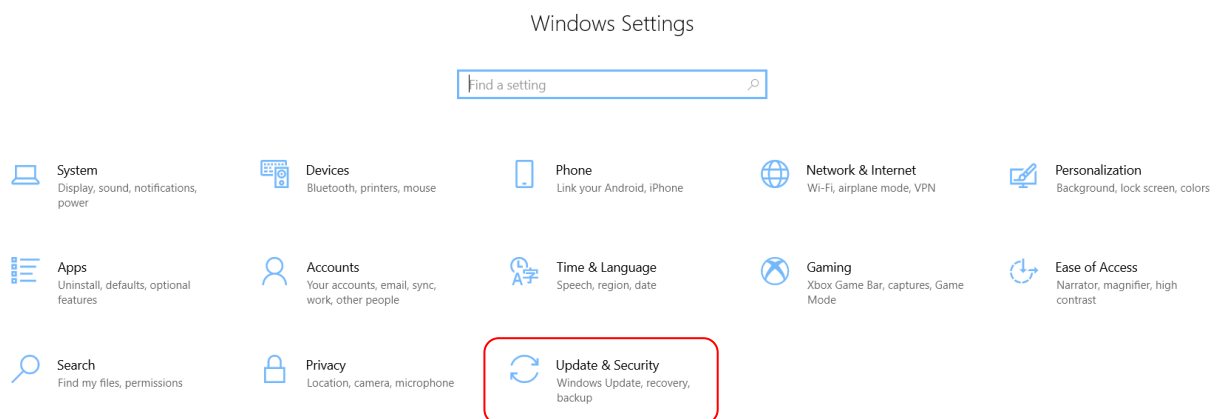 Windows Settings
Find a setting
System
Display, sound, notifications,
power
Devices
Bluetooth, printers, mouse
Phone
Link your Android, iPhone
Network & Internet
Wi-Fi, airplane mode, VPN
Personalization
Background, lock screen, colors
Apps
Uninstall, defaults, optional
features
Accounts
Your accounts, email, sync,
work, other people
Time & Language
Speech, region, date
Gaming
Xbox Game Bar, captures, Game
Mode
Ease of Access
Narrator, magnifier, high
contrast
Search
Find my files, permissions
Privacy
Location, camera, microphone
Update & Security
Windows Update, recovery,
backup